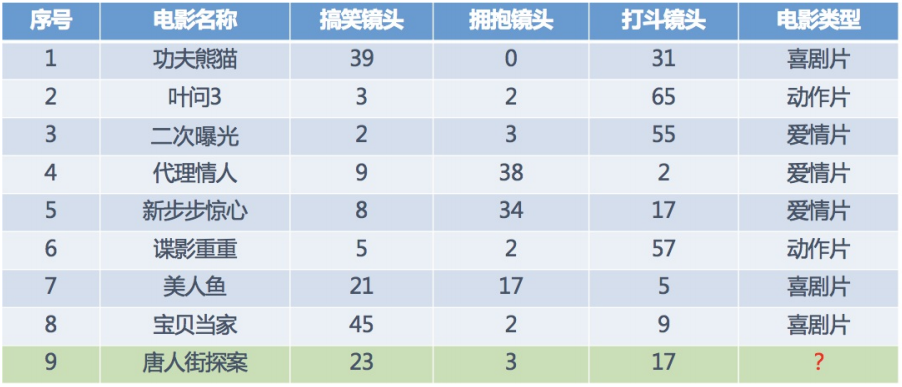 序号 电影名称 搞笑镜头 拥抱镜头 打斗镜头 电影类型
1 功夫熊猫 39 0 31 喜剧片
2 叶问3 3 2 65 动作片
3 二次曝光 2 3 55 爱情片
4 代理情人 9 38 2 爱情片
5 新步步惊心 8 34 17 爱情片
6 谍影重重 5 2 57 动作片
7 美人鱼 21 17 5 喜剧片
8 宝贝当家 45 2 9 喜剧片
9 唐人街探案 23 3 17 ?